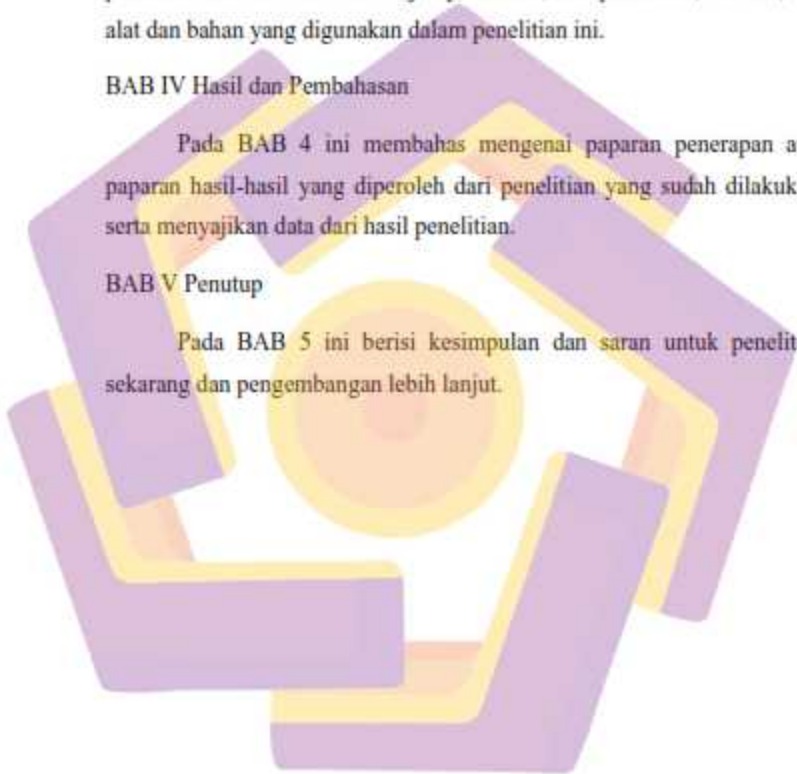 alat dan bahan yang digunakan dalam penelitian ini.
BAB IV Hasil dan Pembahasan
Pada BAB 4 ini membahas mengenai paparan penerapan a
paparan hasil-hasil yang diperoleh dari penelitian yang sudah dilakuk
serta menyajikan data dari hasil penelitian.
BAB V Penutup
Pada BAB 5 ini berisi kesimpulan dan saran untuk penelit
sekarang dan pengembangan lebih lanjut.